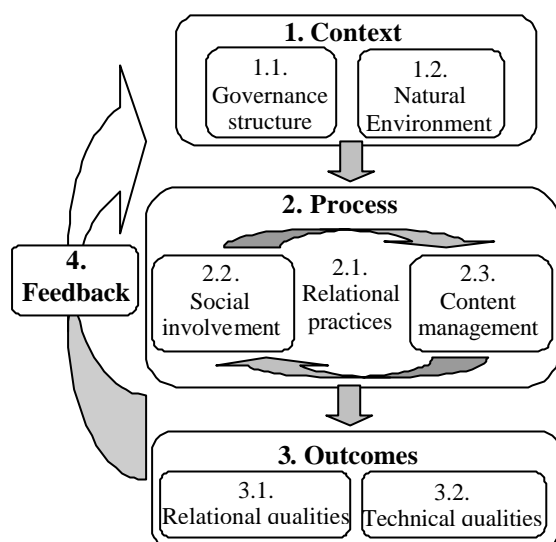 1. Context
1.1.
Governance
structure
1.2.
Natural
Environment
2. Process
2.2.
Social
involvement
2.1.
Relational
practices
2.3.
Content
management
4.
Feedback
3. Outcomes
3.1.
Relational qualities
3.2.
Technical qualities